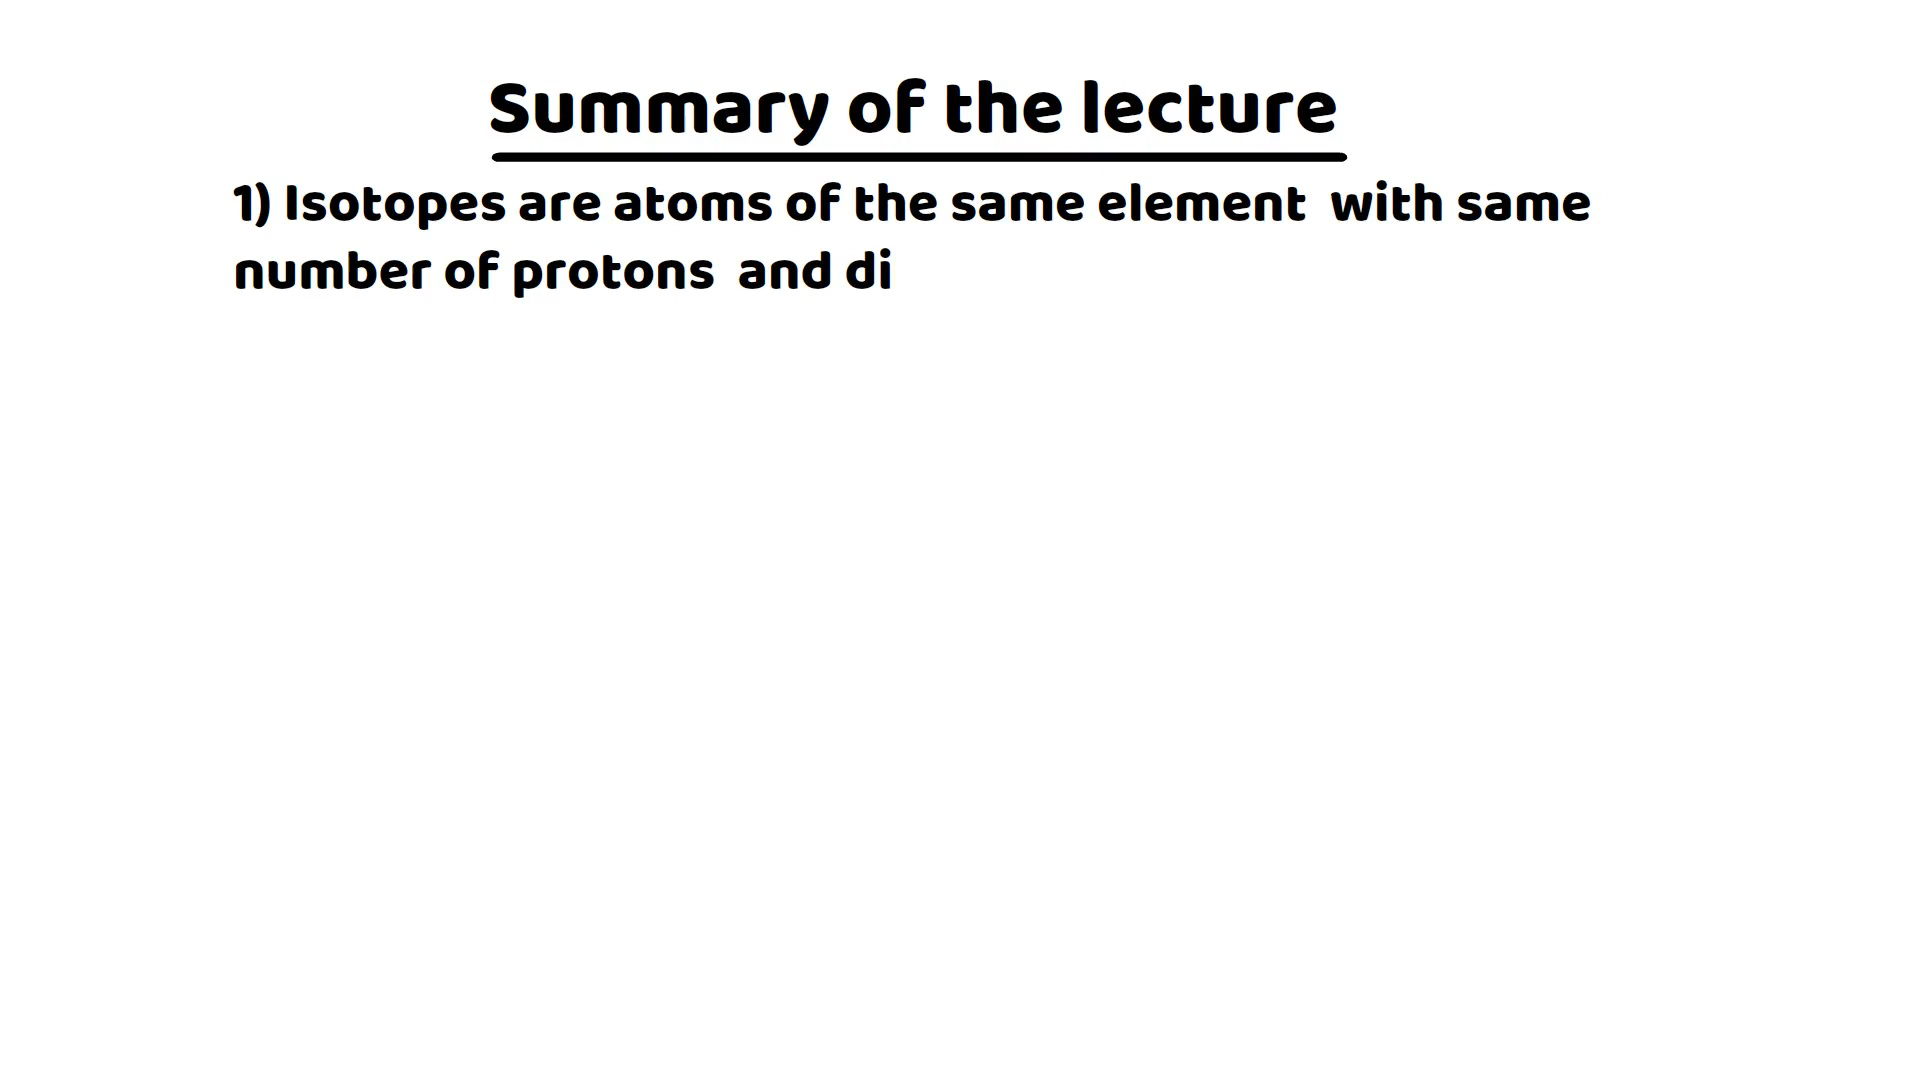 Summary of the lecture
1) Isotopes are atoms of the same element  with same
number of protons  and di